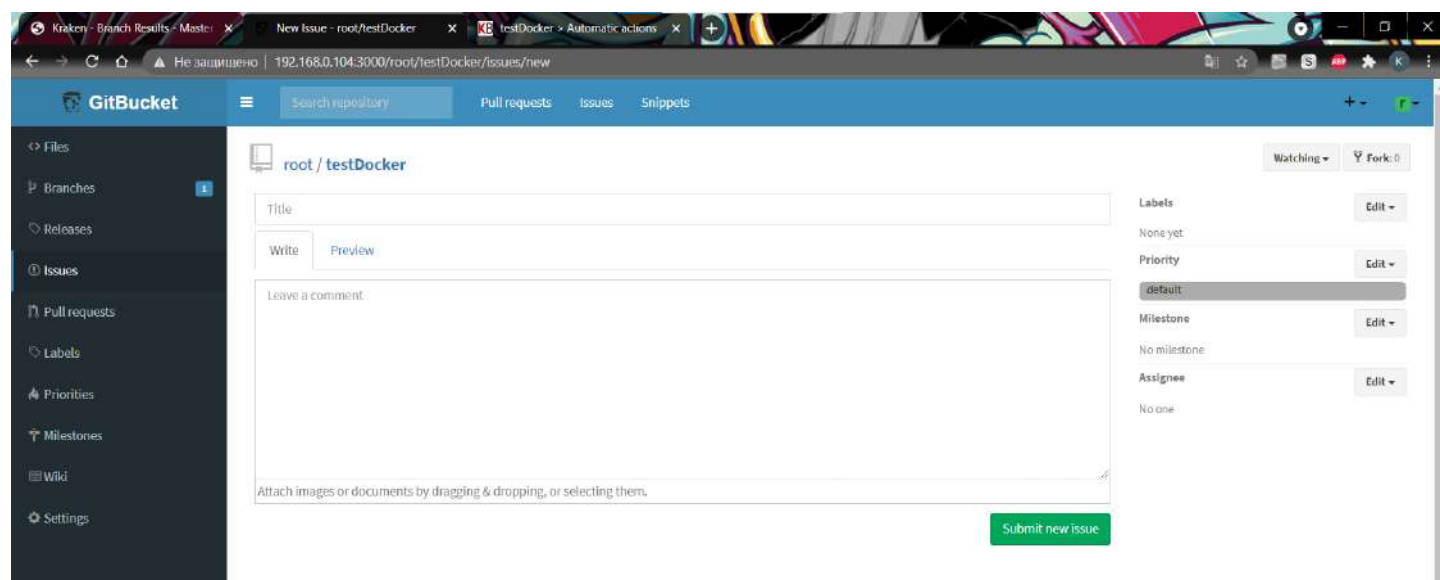 Kraken - Branch Results - Master
New Issue - root/testDocker
KB testDocker > Automatic actions
Не защищено | 192.168.0.104:3000/root/testDocker/issues/new
S ABP K
GitBucket
Search repository
Pull requests Issues Snippets
+
r
Files
Branches 1
Releases
Issues
Pull requests
Labels
Priorities
Milestones
Wiki
Settings
root / testDocker
Watching
Fork: 0
Title
Write Preview
Leave a comment
Attach images or documents by dragging & dropping, or selecting them.
Submit new issue
Labels Edit
None yet
Priority Edit
default
Milestone Edit
No milestone
Assignee Edit
No one